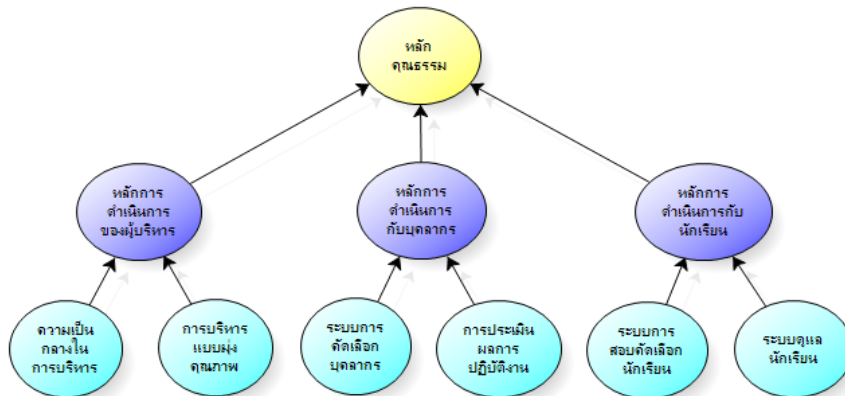 หลัก
คุณธรรม
หลักการ
ดำเนินการ
ของผู้บริหาร
หลักการ
ดำเนินการ
กับบุคลากร
หลักการ
ดำเนินการกับ
นักเรียน
ความเป็น
กลางใน
การบริหาร
การบริหาร
แบบมุ่ง
คุณภาพ
ระบบการ
คัดเลือก
บุคลากร
การประเมิน
ผลการ
ปฏิบัติงาน
ระบบการ
สอบคัดเลือก
นักเรียน
ระบบดูแล
นักเรียน